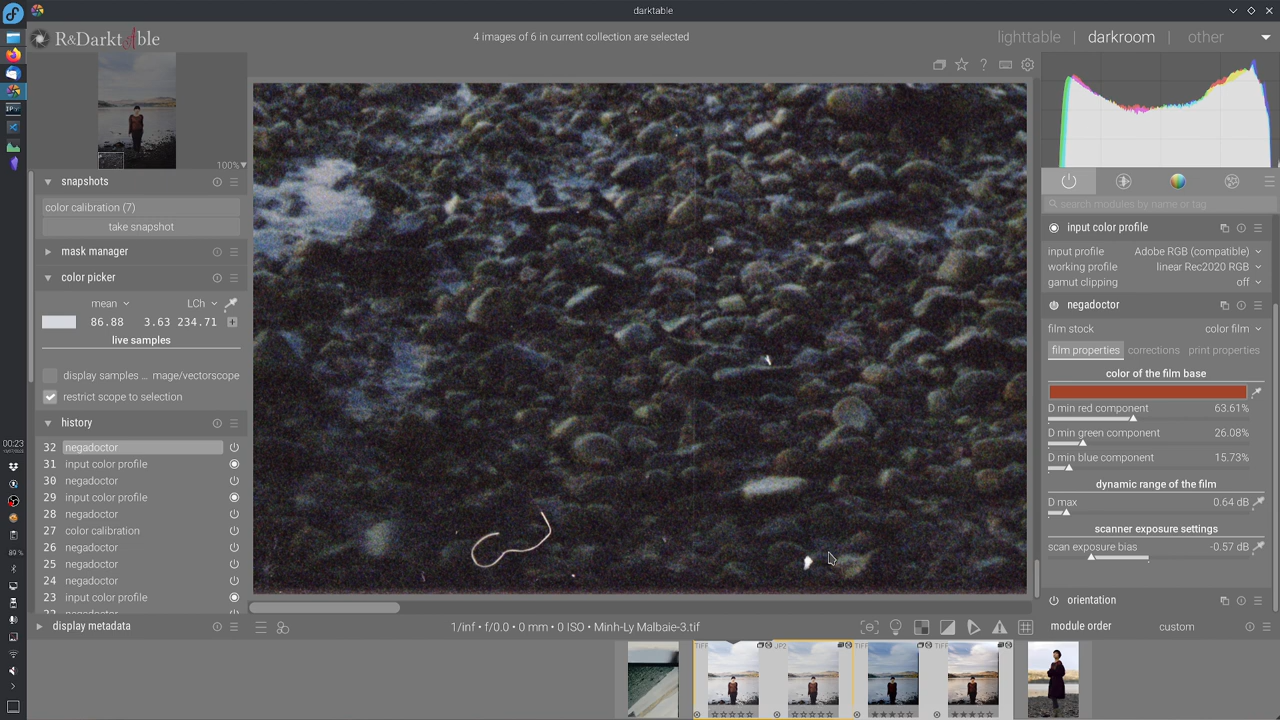 darktable
R&Darktable
4 images of 6 in current collection are selected
lighttable | darkroom | other
100%
snapshots
color calibration (7)
take snapshot
mask manager
color picker
mean LCh
86.88 3.63 234.71
live samples
display samples ... mage/vectorscope
restrict scope to selection
history
32 negadoctor
31 input color profile
30 negadoctor
29 input color profile
28 negadoctor
27 color calibration
26 negadoctor
25 negadoctor
24 negadoctor
23 input color profile
22 negadoctor
display metadata
00:23
89 %
1/inf • f/0.0 • 0 mm • 0 ISO • Minh-Ly Malbaie-3.tif
search modules by name or tag
input color profile
input profile Adobe RGB (compatible)
working profile linear Rec2020 RGB
gamut clipping off
negadoctor
film stock color film
film properties corrections print properties
color of the film base
D min red component 63.61%
D min green component 26.08%
D min blue component 15.73%
dynamic range of the film
D max 0.64 dB
scanner exposure settings
scan exposure bias -0.57 dB
orientation
module order custom
TIFF
JP2
TIFF
TIFF